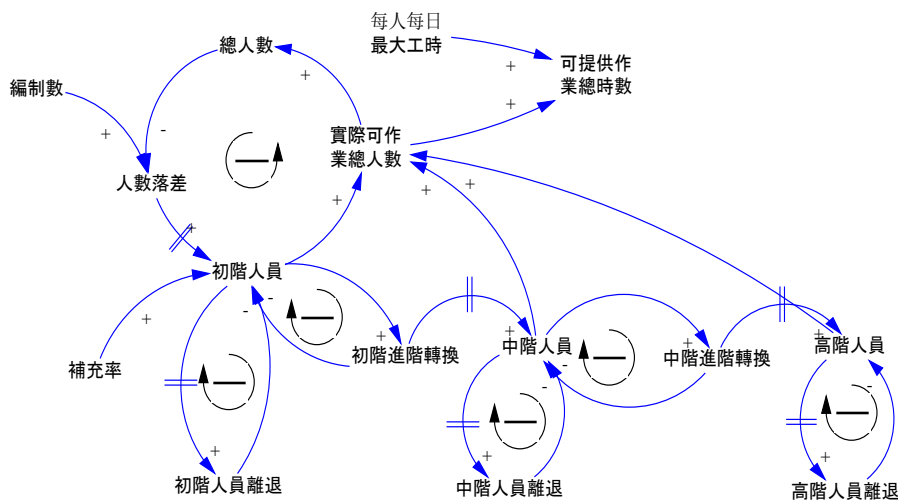 每人每日
最大工時
總人數
可提供作
業總時數
編制數
實際可作
業總人數
人數落差
初階人員
補充率
初階進階轉換
中階人員
中階進階轉換
高階人員
初階人員離退
中階人員離退
高階人員離退